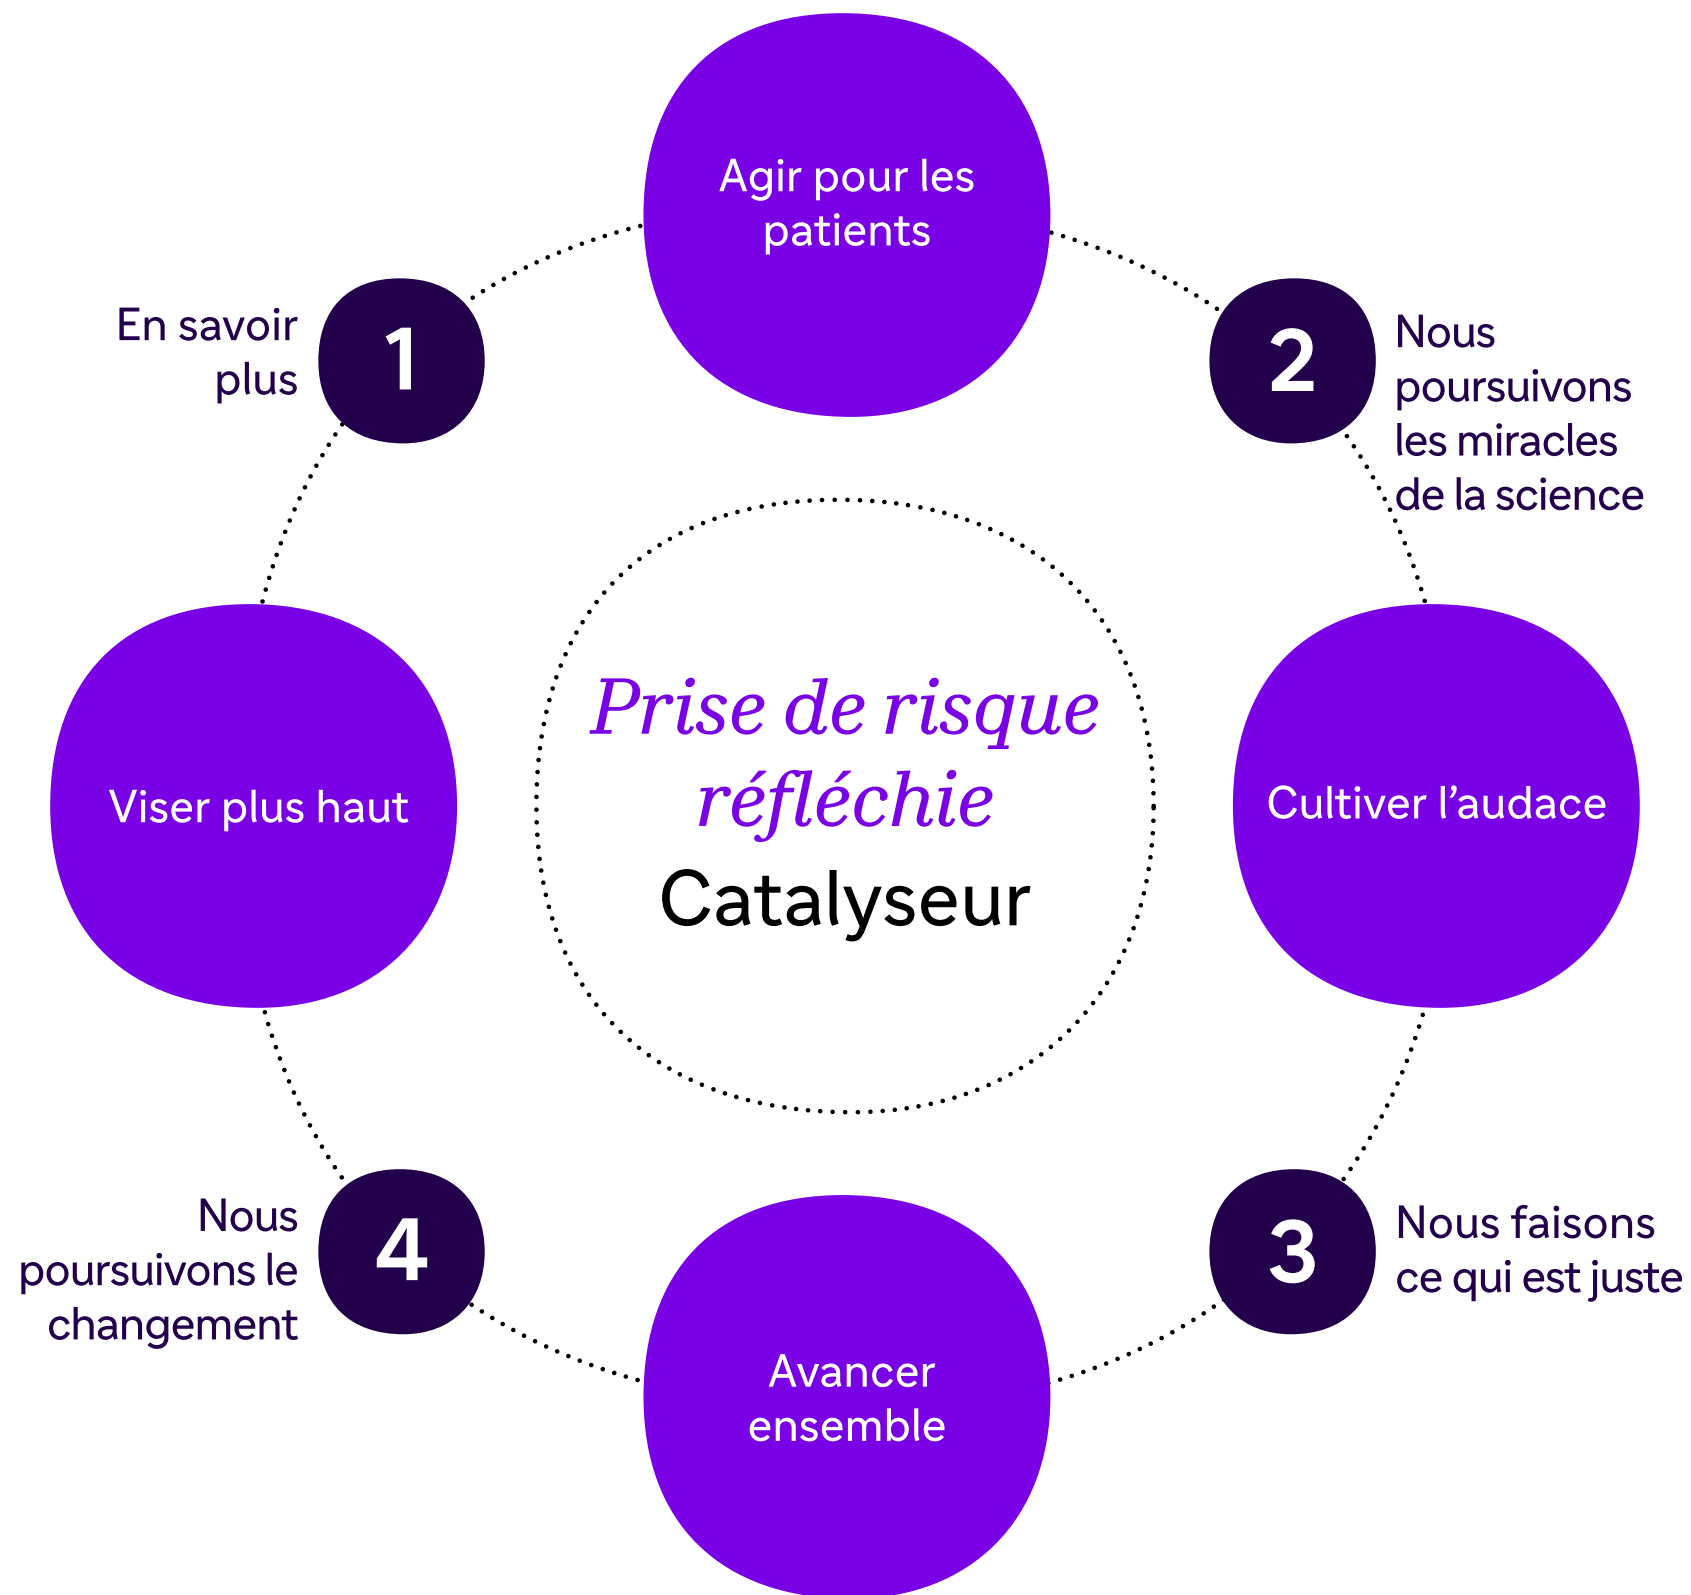 Agir pour les
patients
En savoir
plus
1
2
Nous
poursuivons
les miracles
de la science
Prise de risque
réfléchie
Catalyseur
Viser plus haut
Cultiver l’audace
Nous
poursuivons le
changement
4
3
Nous faisons
ce qui est juste
Avancer
ensemble